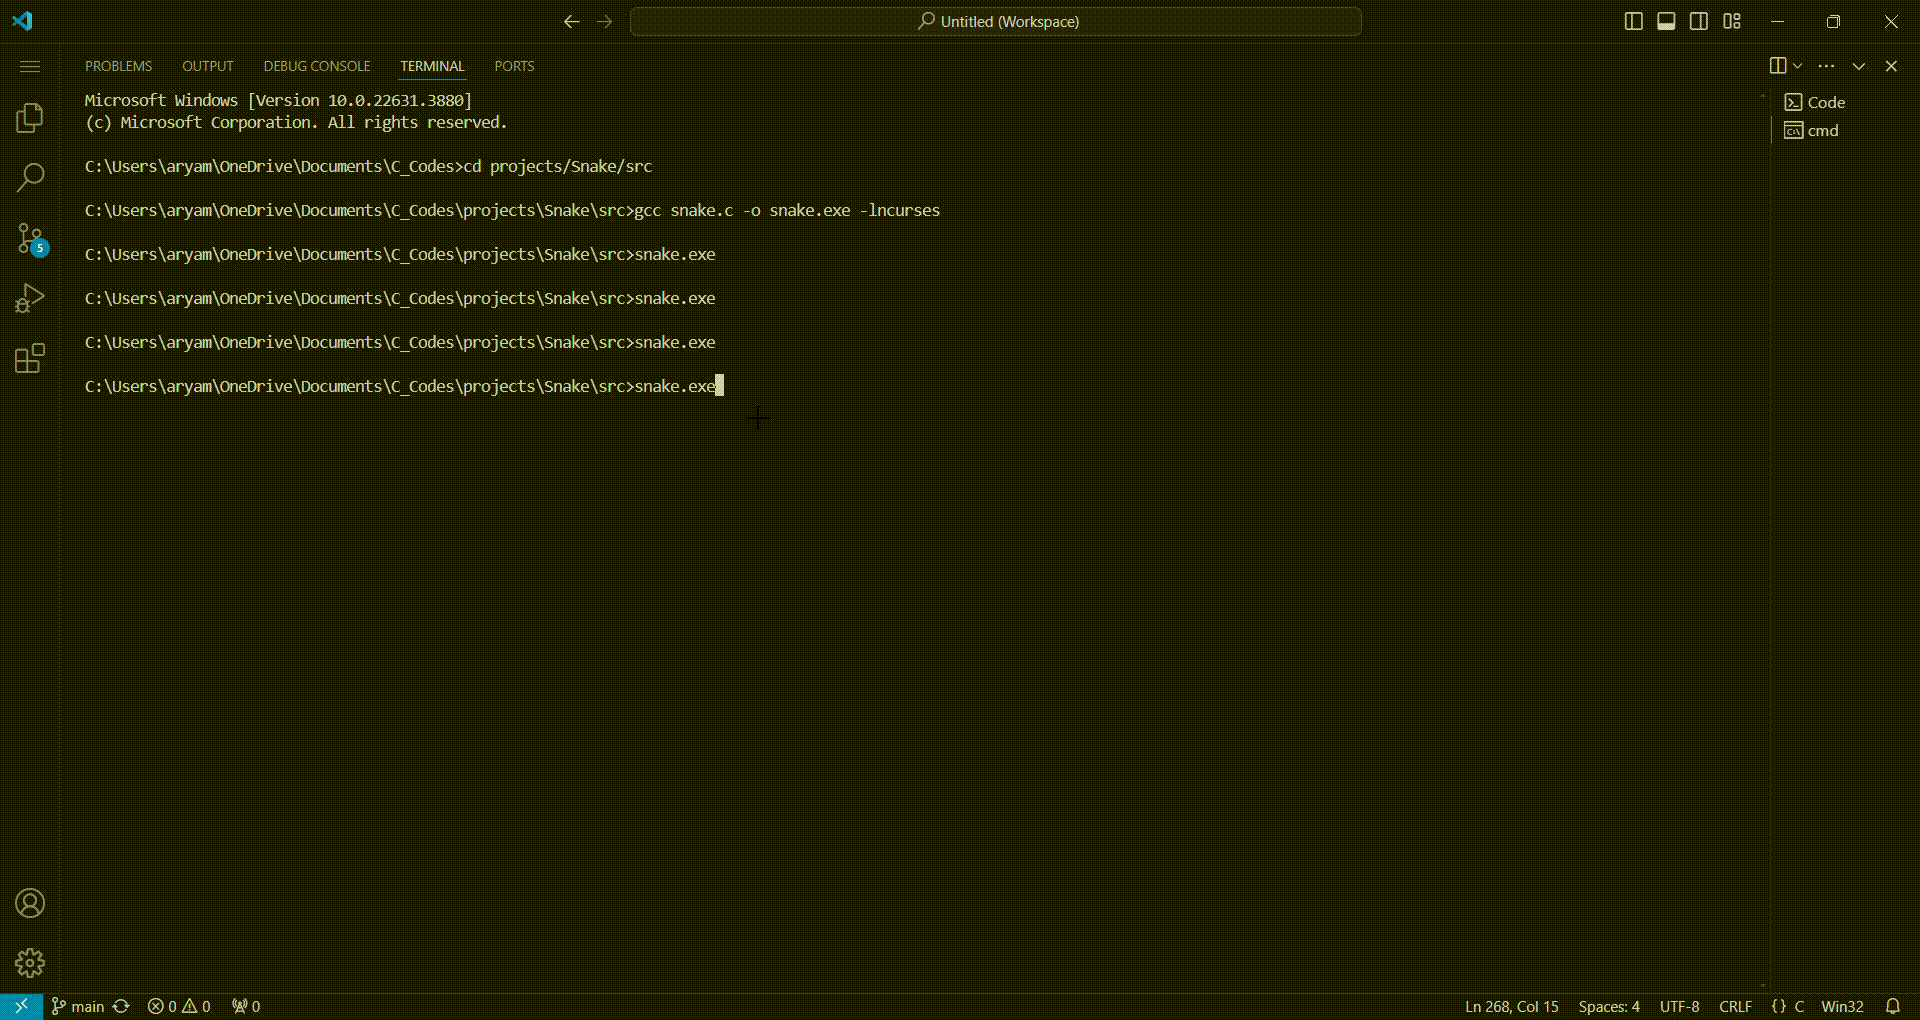 Untitled (Workspace)
PROBLEMS OUTPUT DEBUG CONSOLE TERMINAL PORTS
Microsoft Windows [Version 10.0.22631.3880]
(c) Microsoft Corporation. All rights reserved.
C:\Users\aryam\OneDrive\Documents\C_Codes>cd projects/Snake/src
C:\Users\aryam\OneDrive\Documents\C_Codes\projects\Snake\src>gcc snake.c -o snake.exe -lncurses
C:\Users\aryam\OneDrive\Documents\C_Codes\projects\Snake\src>snake.exe
C:\Users\aryam\OneDrive\Documents\C_Codes\projects\Snake\src>snake.exe
C:\Users\aryam\OneDrive\Documents\C_Codes\projects\Snake\src>snake.exe
C:\Users\aryam\OneDrive\Documents\C_Codes\projects\Snake\src>snake.exe
Code
cmd
5
main 0 0 0 Ln 268, Col 15 Spaces: 4 UTF-8 CRLF {} C Win32